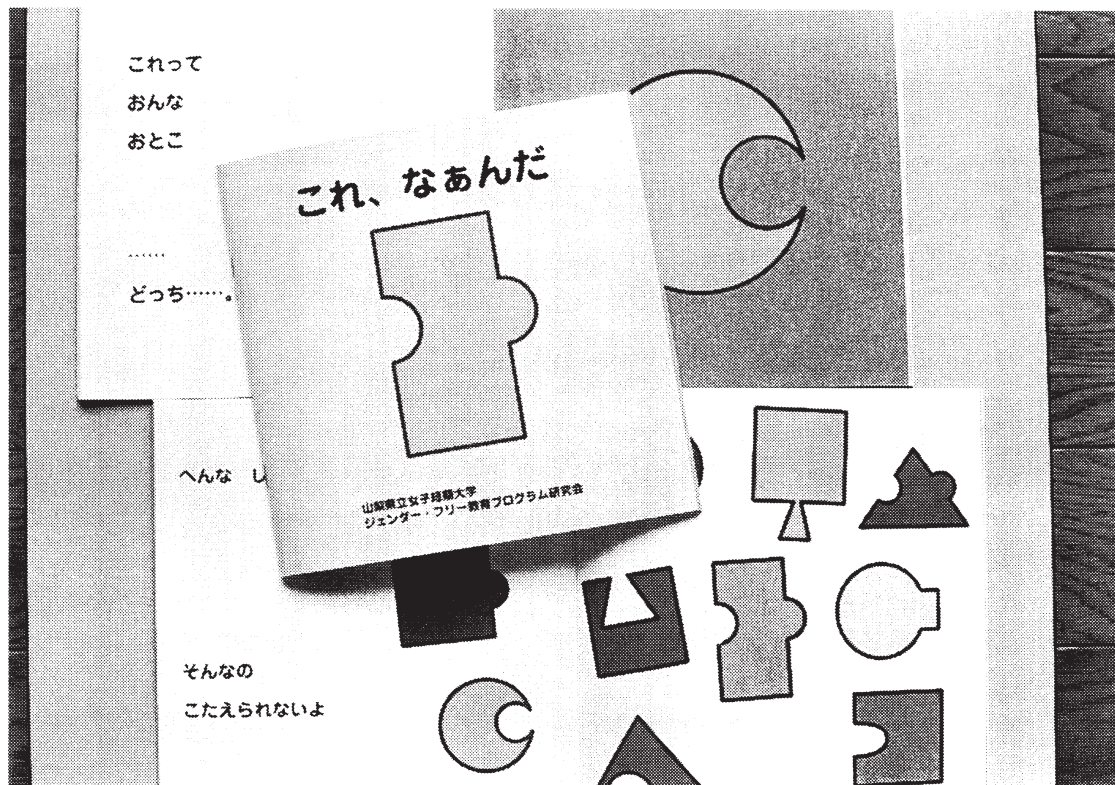 これって
おんな
おとこ
……
どっち……。
これ、なぁんだ
山梨県立女子短期大学
ジェンダー・フリー教育プログラム研究会
へんな し
そんなの
こたえられないよ